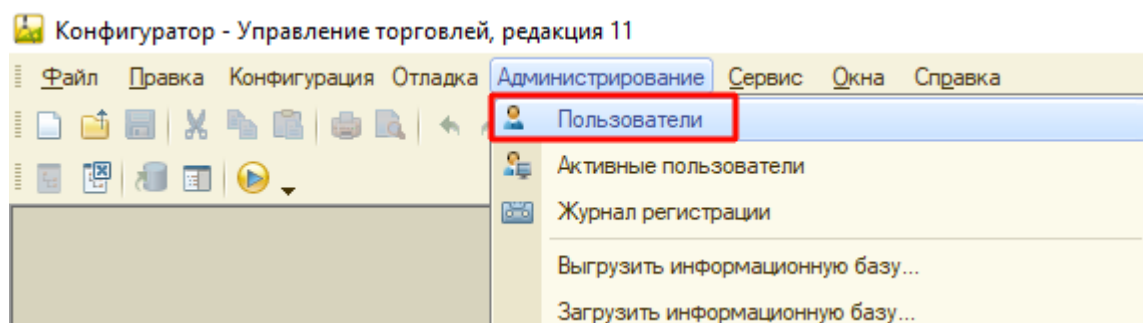 Конфигуратор - Управление торговлей, редакция 11
Файл Правка Конфигурация Отладка Администрирование Сервис Окна Справка
Пользователи
Активные пользователи
Журнал регистрации
Выгрузить информационную базу...
Загрузить информационную базу...